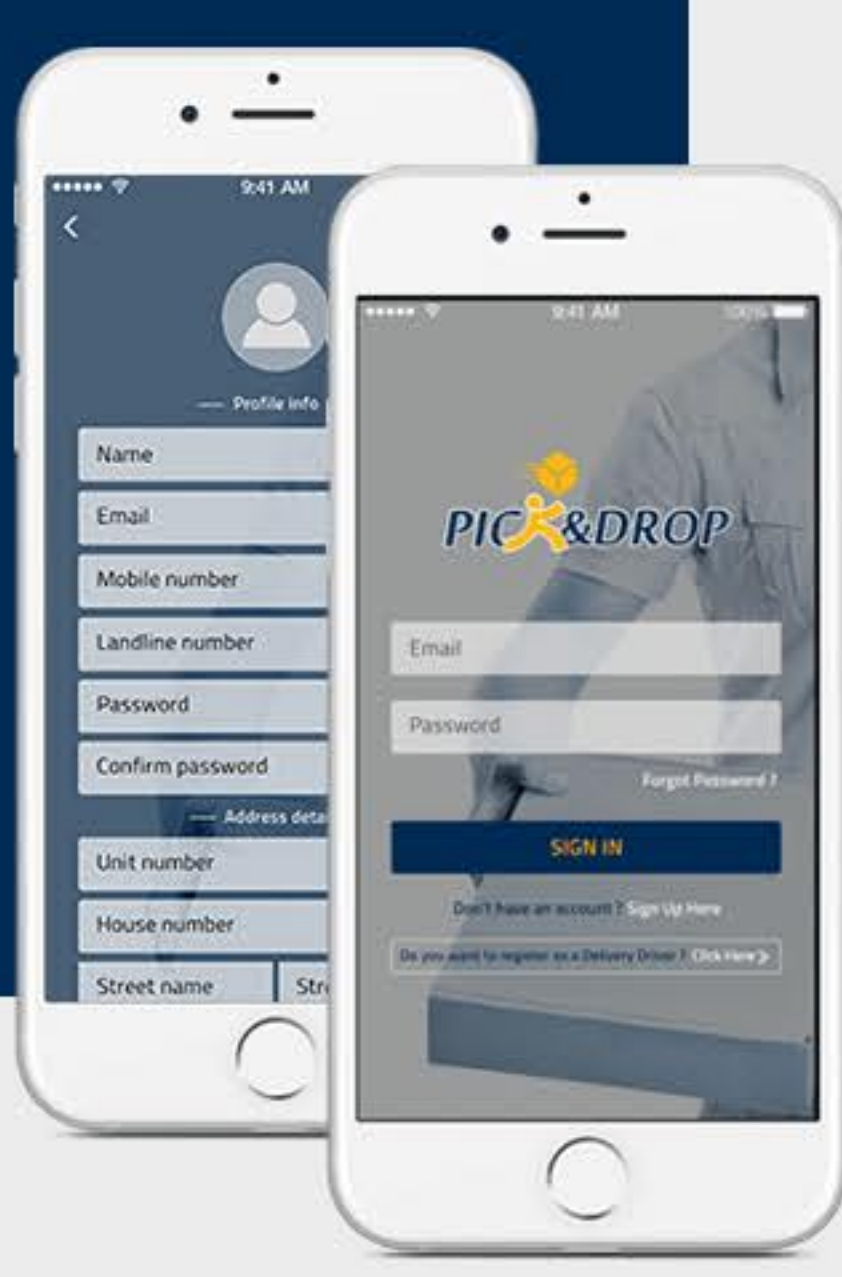 9:41 AM
Profile info
Name
Email
Mobile number
Landline number
Password
Confirm password
Address
Unit number
House number
Street name
9:41 AM 100%
PICK&DROP
Email
Password
Forgot Password ?
SIGN IN
Don't have an account ? Sign Up Here
Do you want to register as a Delivery Driver ? Click Here >